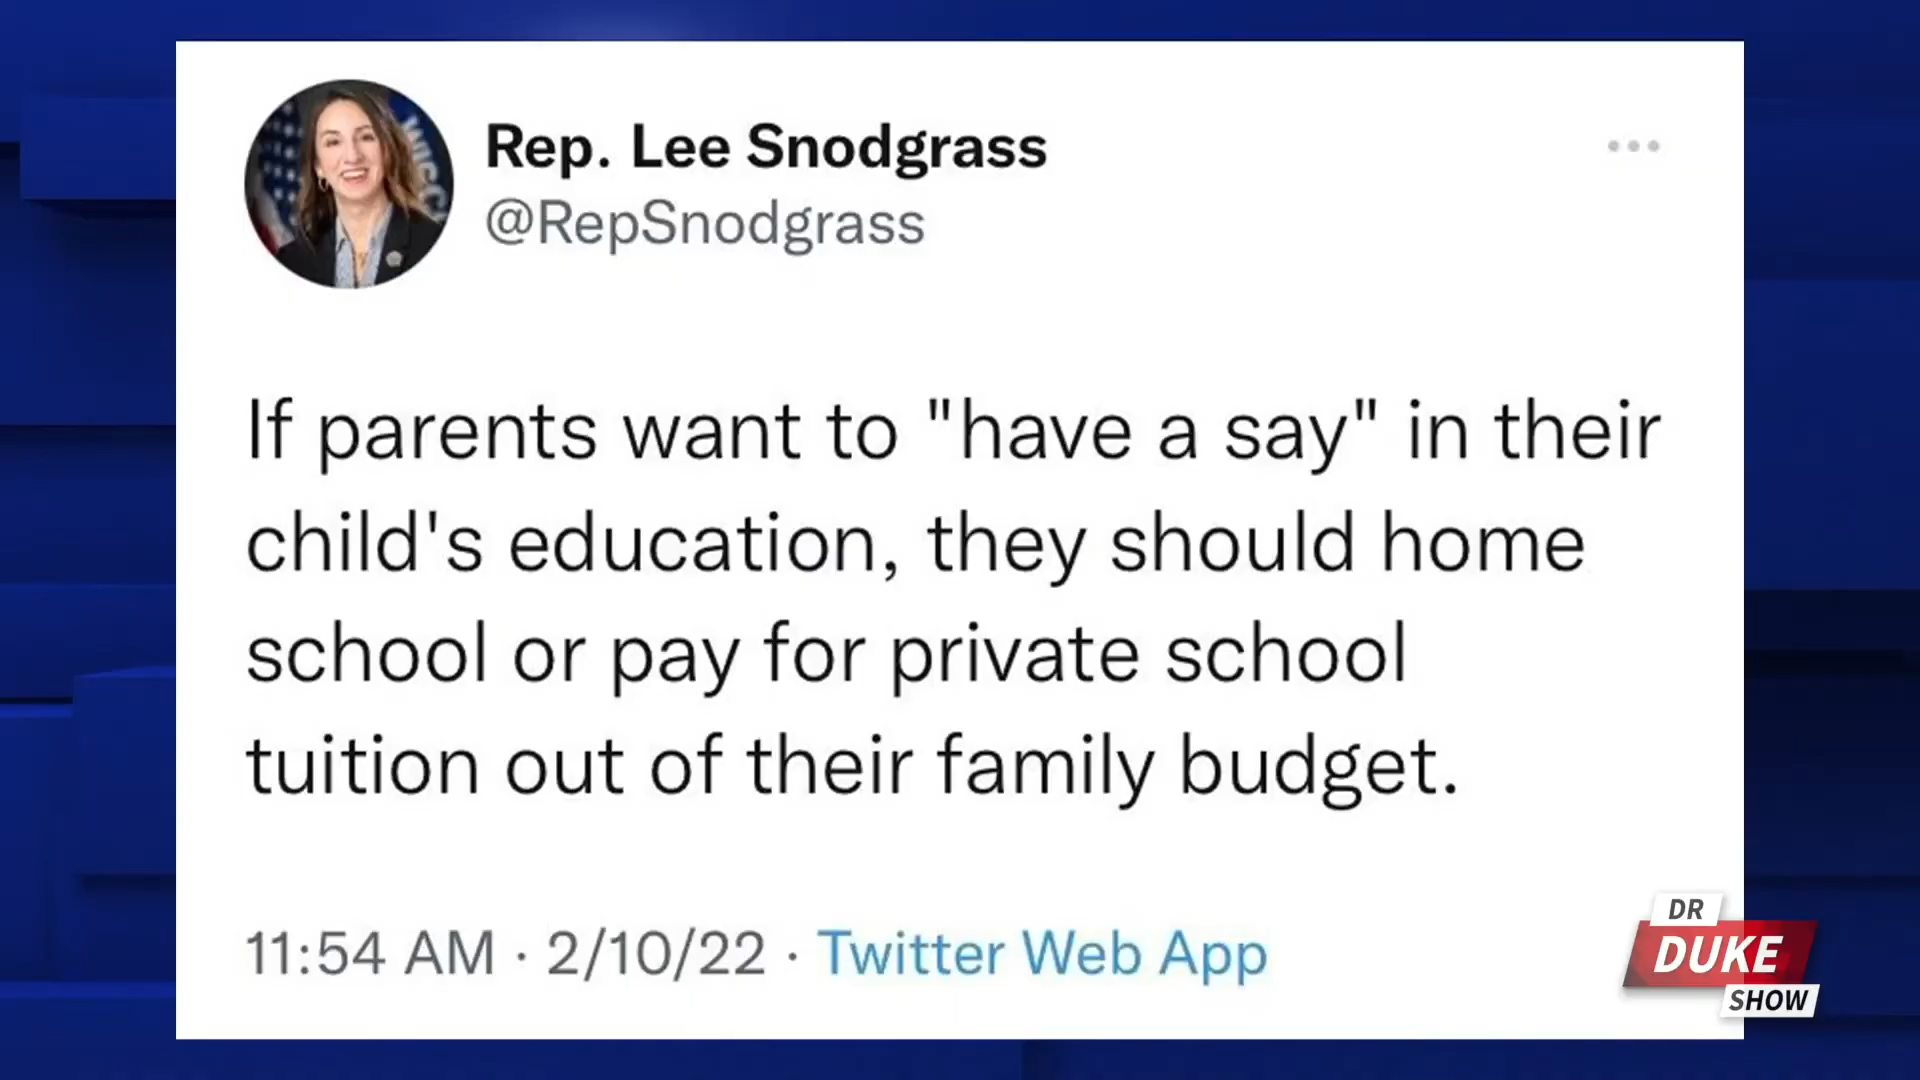 Rep. Lee Snodgrass
@RepSnodgrass
If parents want to "have a say" in their
child's education, they should home
school or pay for private school
tuition out of their family budget.
11:54 AM · 2/10/22 · Twitter Web App
DR
DUKE
SHOW